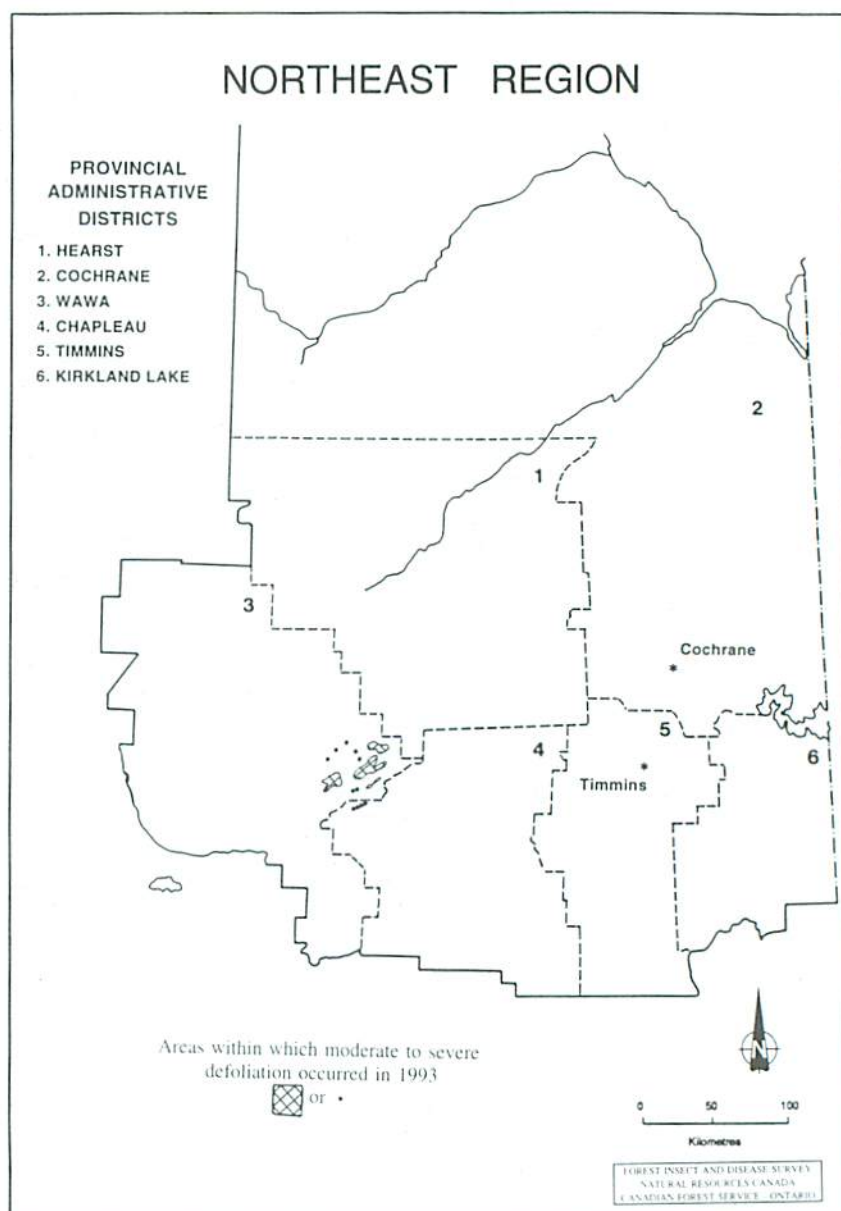 NORTHEAST REGION
PROVINCIAL
ADMINISTRATIVE
DISTRICTS
1. HEARST
2. COCHRANE
3. WAWA
4. CHAPLEAU
5. TIMMINS
6. KIRKLAND LAKE
2
1
3
Cochrane
*
5
4
6
*
Timmins
Areas within which moderate to severe
defoliation occurred in 1993
or •
N
0 50 100
Kilometres
FOREST INSECT AND DISEASE SURVEY
NATURAL RESOURCES CANADA
CANADIAN FOREST SERVICE - ONTARIO